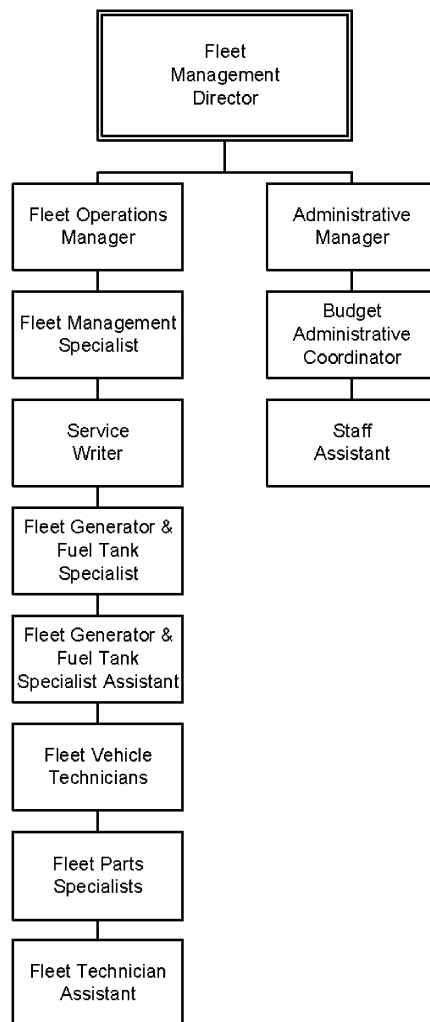 Fleet
Management
Director
Fleet Operations
Manager
Administrative
Manager
Fleet Management
Specialist
Budget
Administrative
Coordinator
Service
Writer
Staff
Assistant
Fleet Generator &
Fuel Tank
Specialist
Fleet Generator &
Fuel Tank
Specialist Assistant
Fleet Vehicle
Technicians
Fleet Parts
Specialists
Fleet Technician
Assistant